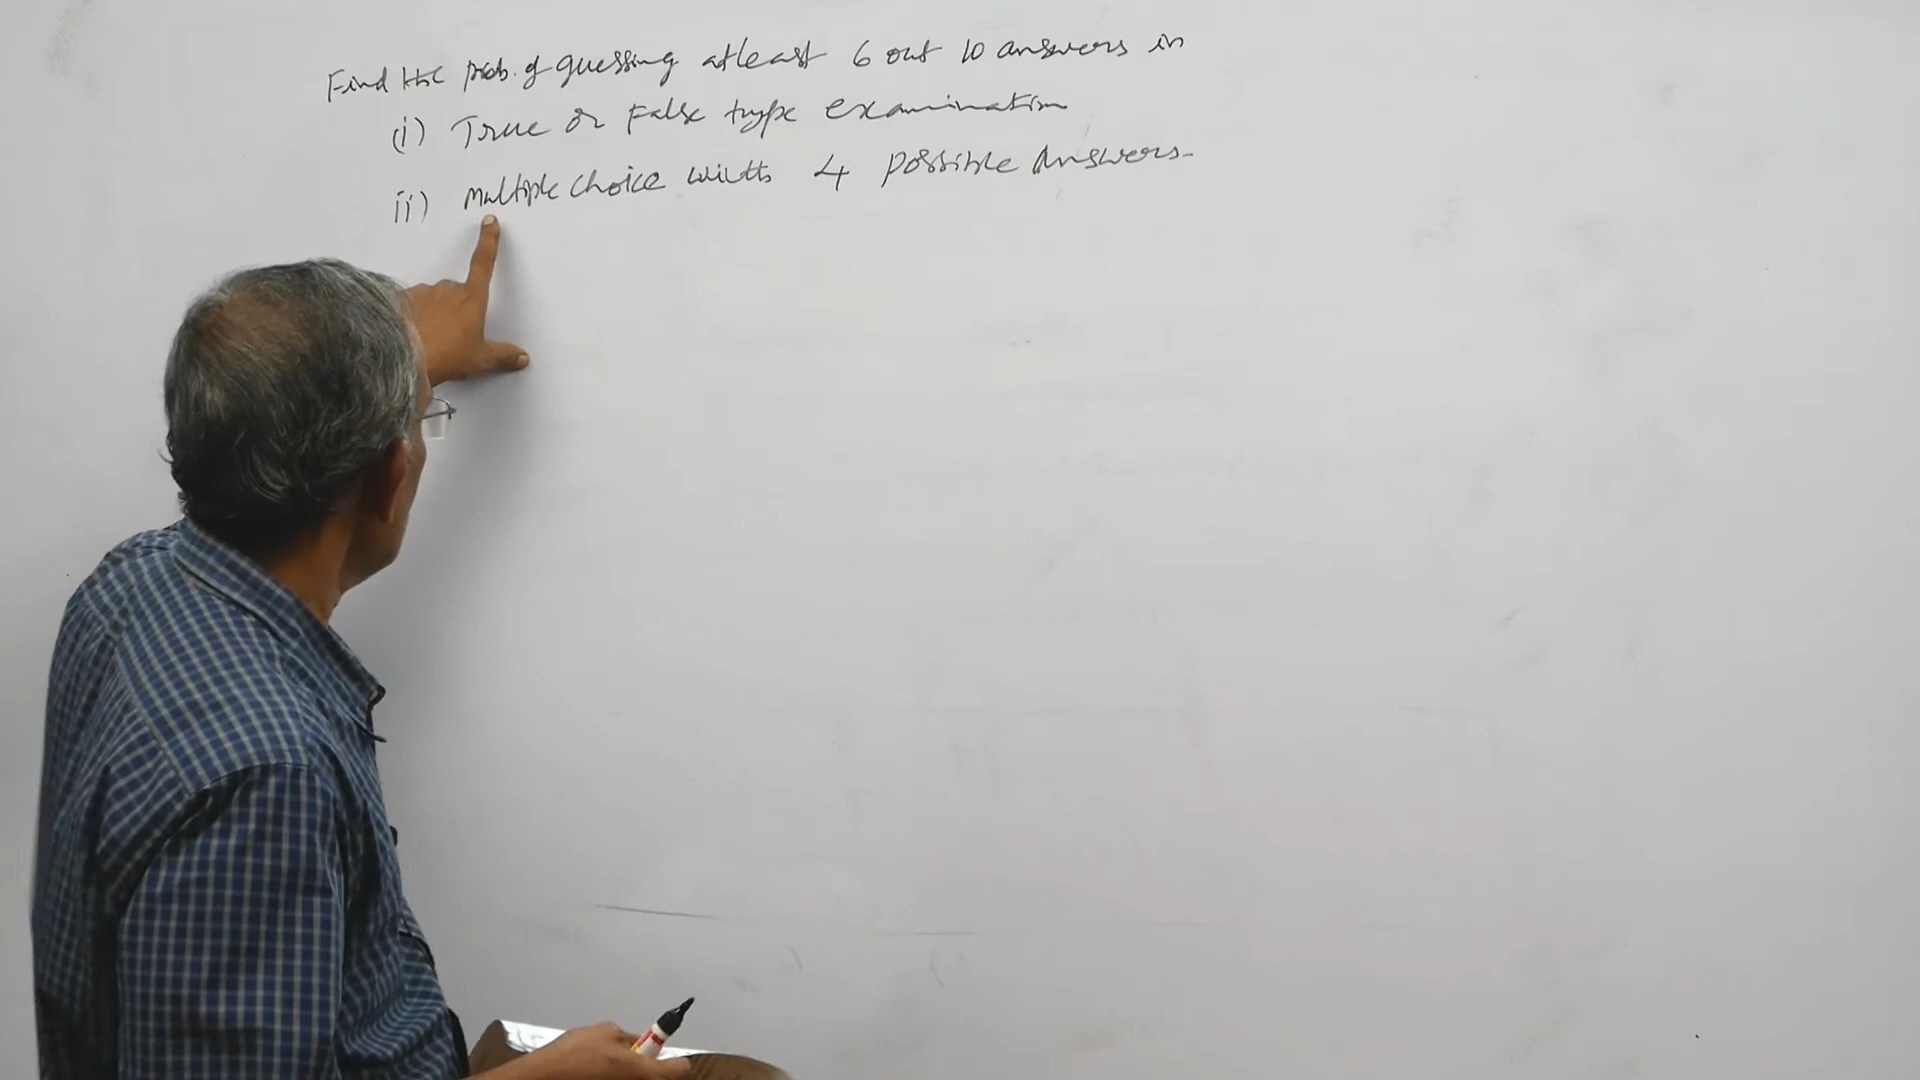 Find the prob. of guessing atleast 6 out 10 answers in
(i) True or False type examination
ii) Multiple choice with 4 possible Answers.